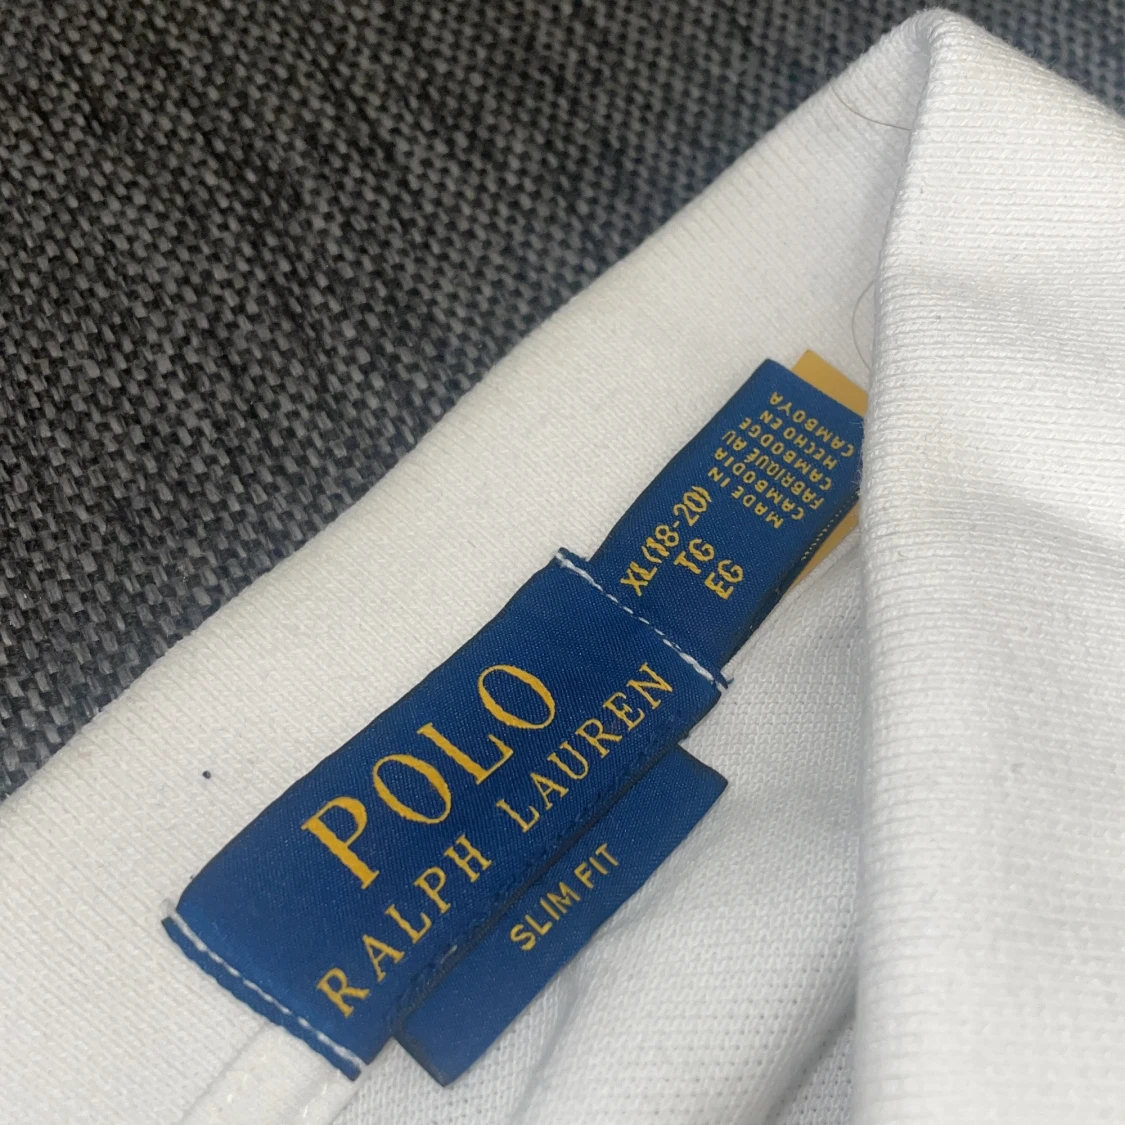 POLO
RALPH LAUREN
SLIM FIT
XL(18-20)
TG
EG
MADE IN
CAMBODIA
FABRIQUÉ AU
CAMBODGE
HECHO EN
CAMBOYA